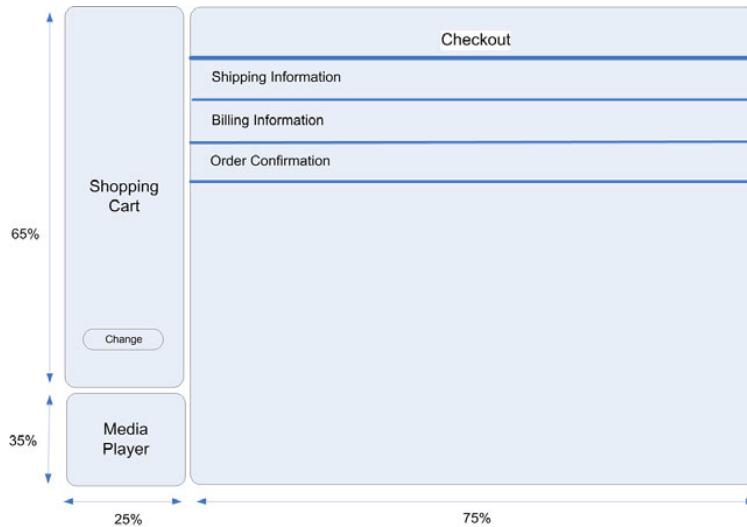 Checkout
Shipping Information
Billing Information
Order Confirmation
Shopping
Cart
65%
Change
Media
Player
35%
25%
75%